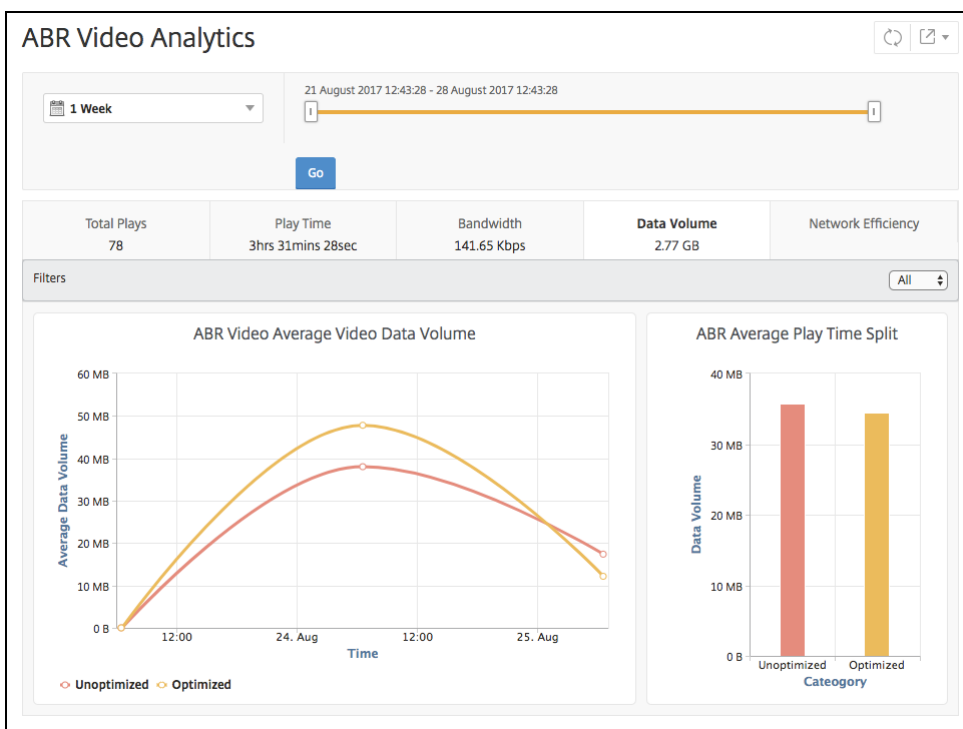 ABR Video Analytics
1 Week
21 August 2017 12:43:28 - 28 August 2017 12:43:28
Go
Total Plays
78
Play Time
3hrs 31mins 28sec
Bandwidth
141.65 Kbps
Data Volume
2.77 GB
Network Efficiency
Filters
All
ABR Video Average Video Data Volume
60 MB
50 MB
40 MB
30 MB
20 MB
10 MB
0 B
Average Data Volume
12:00
24. Aug
12:00
25. Aug
Time
Unoptimized
Optimized
ABR Average Play Time Split
40 MB
30 MB
20 MB
10 MB
0 B
Data Volume
Unoptimized
Optimized
Cateogory